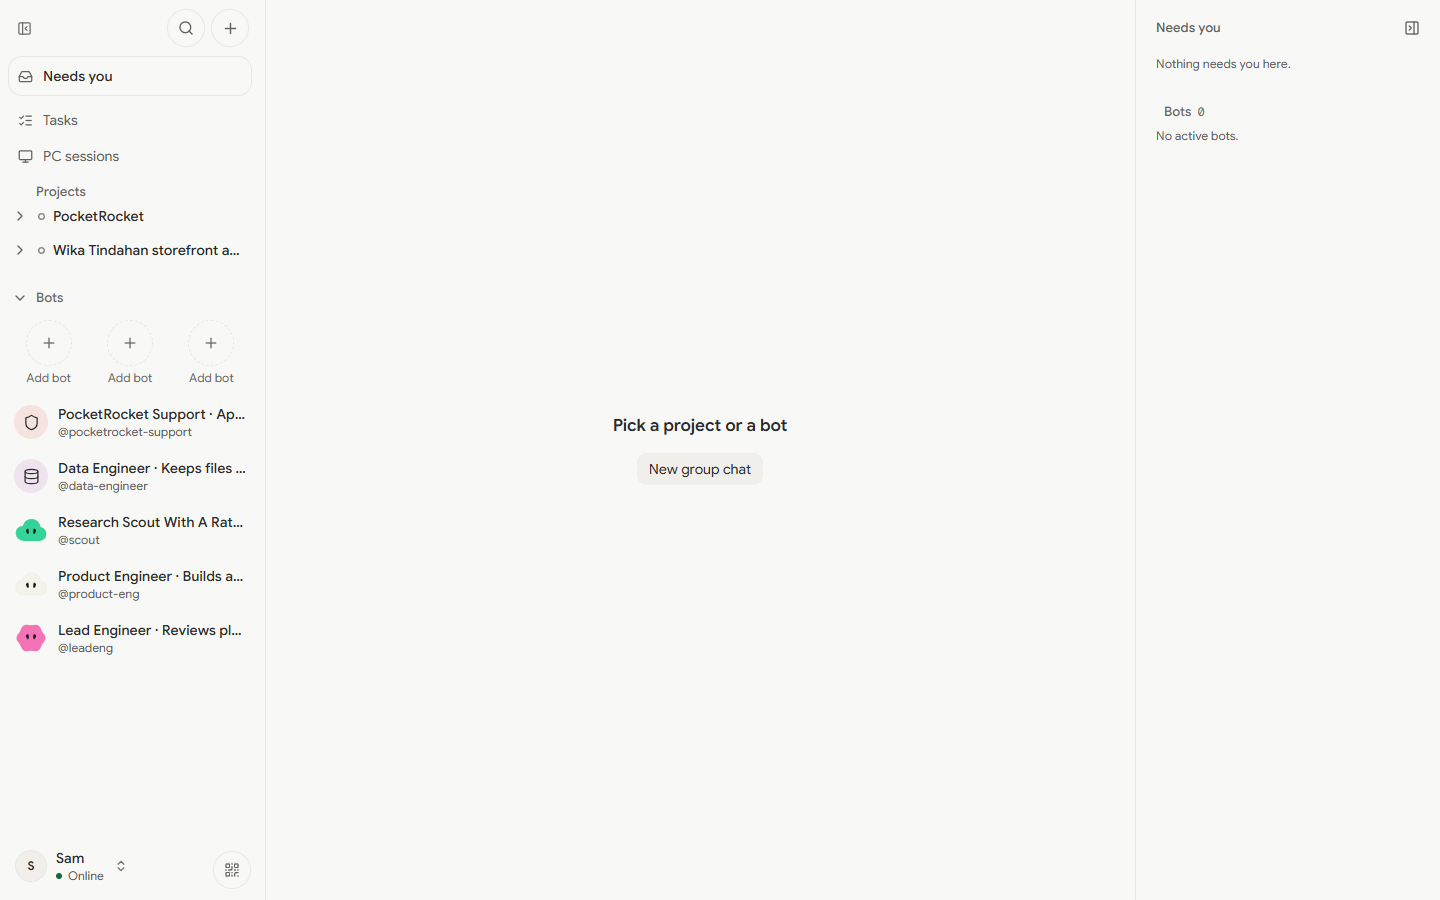 Needs you
Tasks
PC sessions
Projects
PocketRocket
Wika Tindahan storefront a...
Bots
Add bot
Add bot
Add bot
PocketRocket Support · Ap...
@pocketrocket-support
Data Engineer · Keeps files ...
@data-engineer
Research Scout With A Rat...
@scout
Product Engineer · Builds a...
@product-eng
Lead Engineer · Reviews pl...
@leadeng
S
Sam
Online
Pick a project or a bot
New group chat
Needs you
Nothing needs you here.
Bots 0
No active bots.